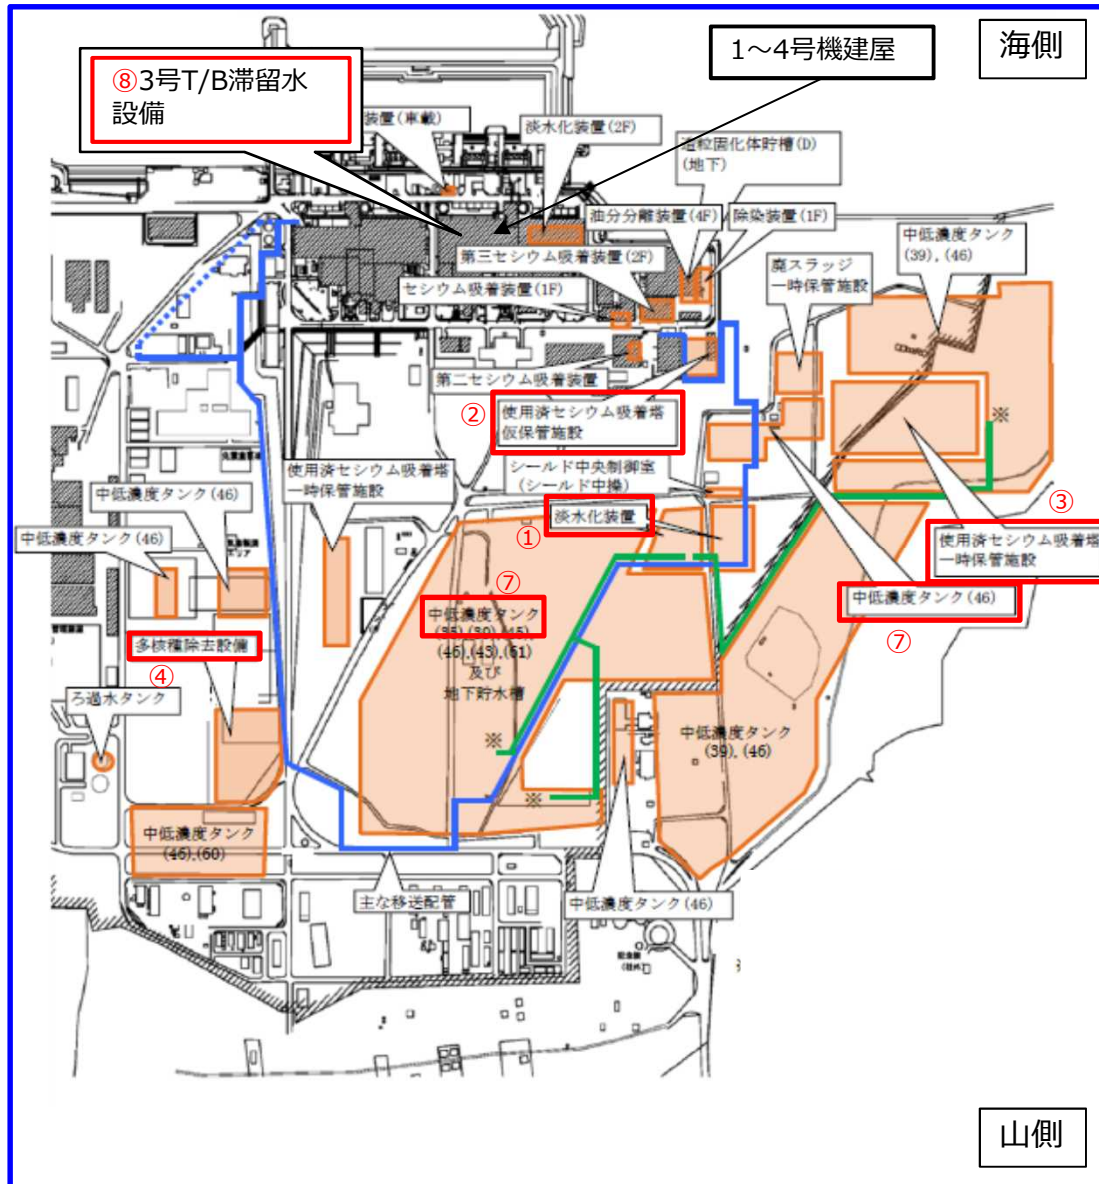 海側
1～4号機建屋
⑧3号T/B滞留水
設備
装置(車載)
淡水化装置(2F)
造粒固化体貯槽(D)
(地下)
油分分離装置(4F)
除染装置(1F)
第三セシウム吸着装置(2F)
セシウム吸着装置(1F)
中低濃度タンク
(39), (46)
廃スラッジ
一時保管施設
第二セシウム吸着装置
②
使用済セシウム吸着塔
仮保管施設
※
使用済セシウム吸着塔
一時保管施設
シールド中央制御室
(シールド中操)
中低濃度タンク(46)
中低濃度タンク(46)
淡水化装置
①
③
使用済セシウム吸着塔
一時保管施設
中低濃度タンク(46)
⑦
⑦
中低濃度タンク
(35),(39),(45)
(46),(43),(61)
及び
地下貯水槽
多核種除去設備
④
ろ過水タンク
※
※
中低濃度タンク
(39), (46)
中低濃度タンク
(46),(60)
主な移送配管
中低濃度タンク(46)
山側